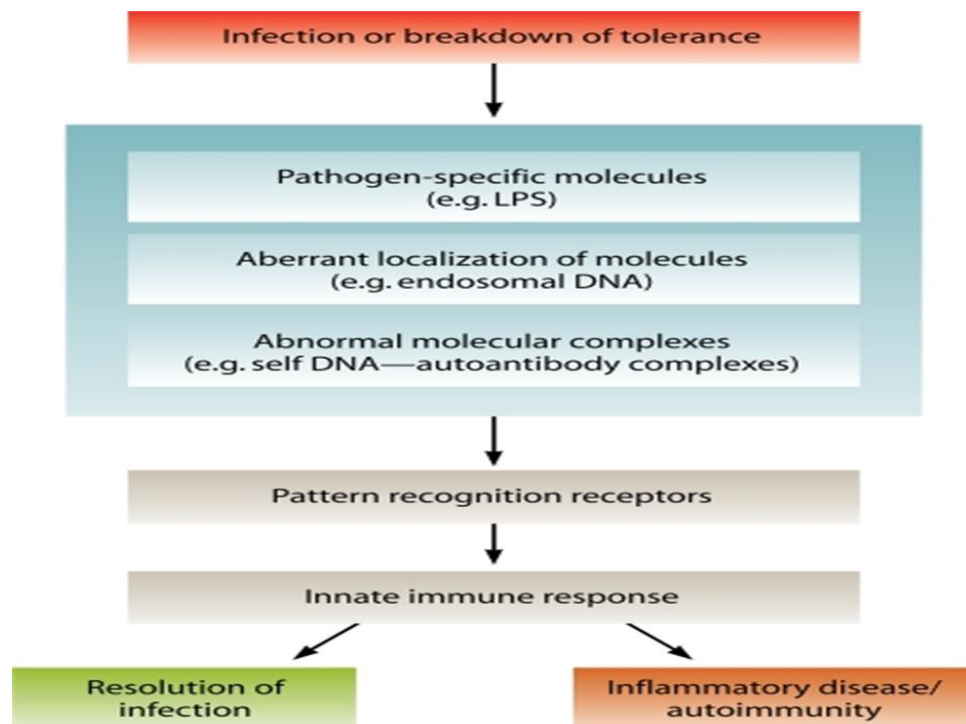 Infection or breakdown of tolerance
Pathogen-specific molecules
(e.g. LPS)
Aberrant localization of molecules
(e.g. endosomal DNA)
Abnormal molecular complexes
(e.g. self DNA—autoantibody complexes)
Pattern recognition receptors
Innate immune response
Resolution of
infection
Inflammatory disease/
autoimmunity